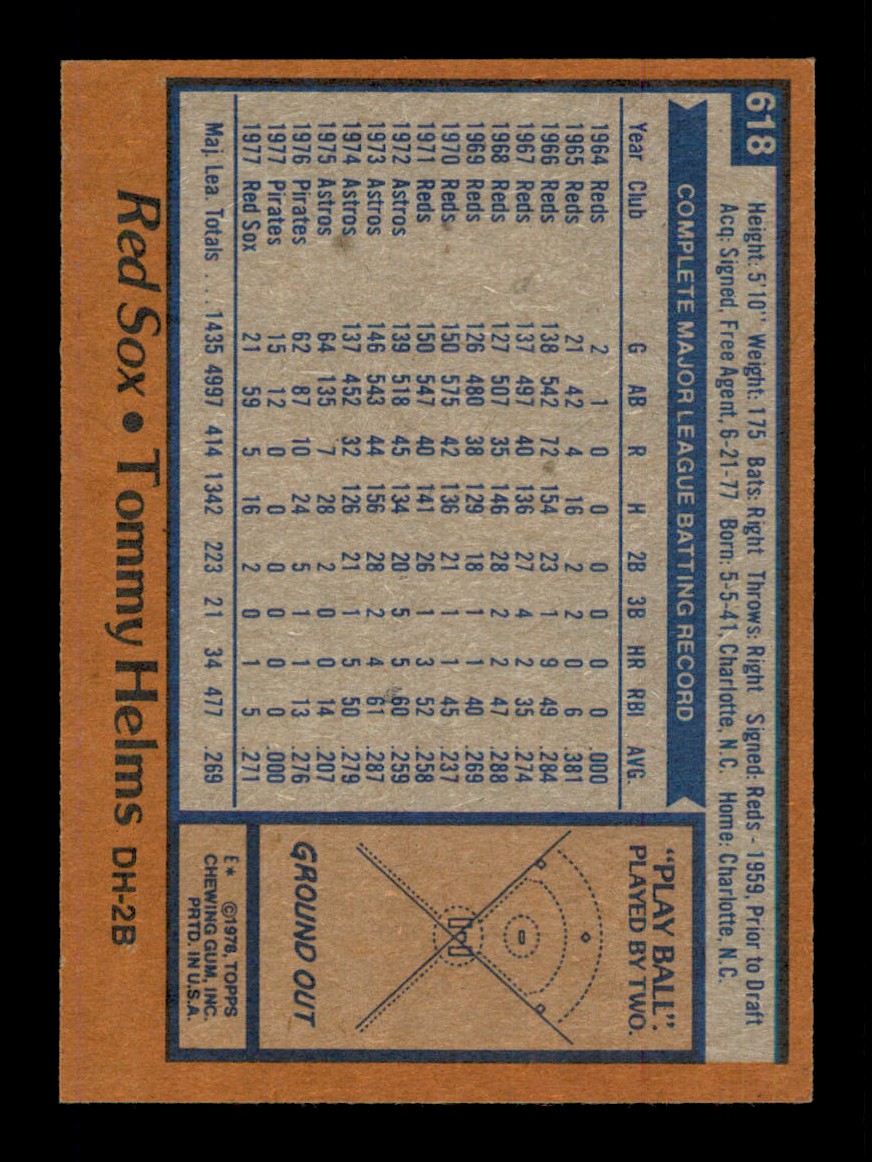 618
Height: 5'10" Weight: 175 Bats: Right Throws: Right Signed: Reds - 1959, Prior to Draft
Acq: Signed, Free Agent, 6-21-77 Born: 5-5-41, Charlotte, N.C. Home: Charlotte, N.C.
COMPLETE MAJOR LEAGUE BATTING RECORD
Year Club G AB R H 2B 3B HR RBI AVG.
1964 Reds 2 1 0 0 0 0 0 0 .000
1965 Reds 21 42 4 16 2 2 0 6 .381
1966 Reds 138 542 72 154 23 1 9 49 .284
1967 Reds 137 497 40 136 27 4 2 35 .274
1968 Reds 127 507 35 146 28 2 2 47 .288
1969 Reds 126 480 38 129 18 1 1 40 .269
1970 Reds 150 575 42 136 21 1 1 45 .237
1971 Reds 150 547 40 141 26 1 3 52 .258
1972 Astros 139 518 45 134 20 5 5 60 .259
1973 Astros 146 543 44 156 28 2 4 61 .287
1974 Astros 137 452 32 126 21 1 5 50 .279
1975 Astros 64 135 7 28 2 0 0 14 .207
1976 Pirates 62 87 10 24 5 1 1 13 .276
1977 Pirates 15 12 0 0 0 0 0 0 .000
1977 Red Sox 21 59 5 16 2 0 1 5 .271
Maj. Lea. Totals . . . 1435 4997 414 1342 223 21 34 477 .269
"PLAY BALL".
PLAYED BY TWO.
GROUND OUT
E* ©1978, TOPPS
CHEWING GUM, INC.
PRTD. IN U.S.A.
Red Sox • Tommy Helms DH-2B